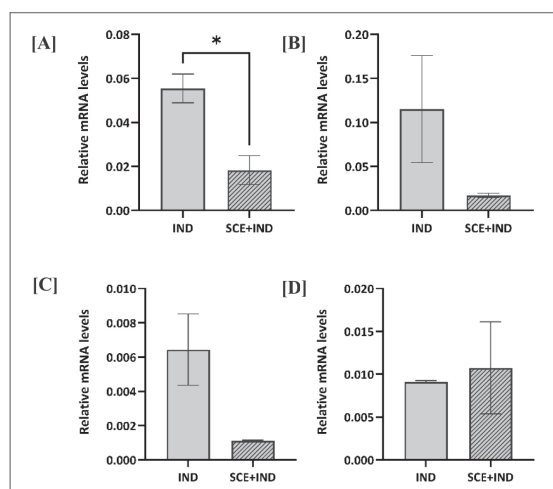 [A]
Relative mRNA levels
0.08
0.06
0.04
0.02
0.00
*
IND
SCE+IND
[B]
Relative mRNA levels
0.20
0.15
0.10
0.05
0.00
IND
SCE+IND
[C]
Relative mRNA levels
0.010
0.008
0.006
0.004
0.002
0.000
IND
SCE+IND
[D]
Relative mRNA levels
0.020
0.015
0.010
0.005
0.000
IND
SCE+IND